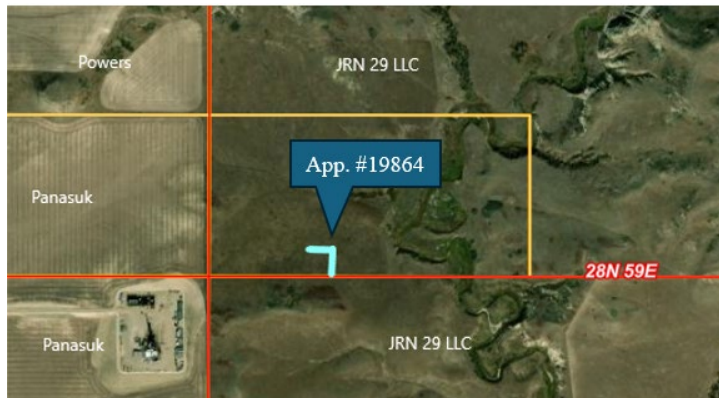 Powers
JRN 29 LLC
App. #19864
Panasuk
28N 59E
Panasuk
JRN 29 LLC